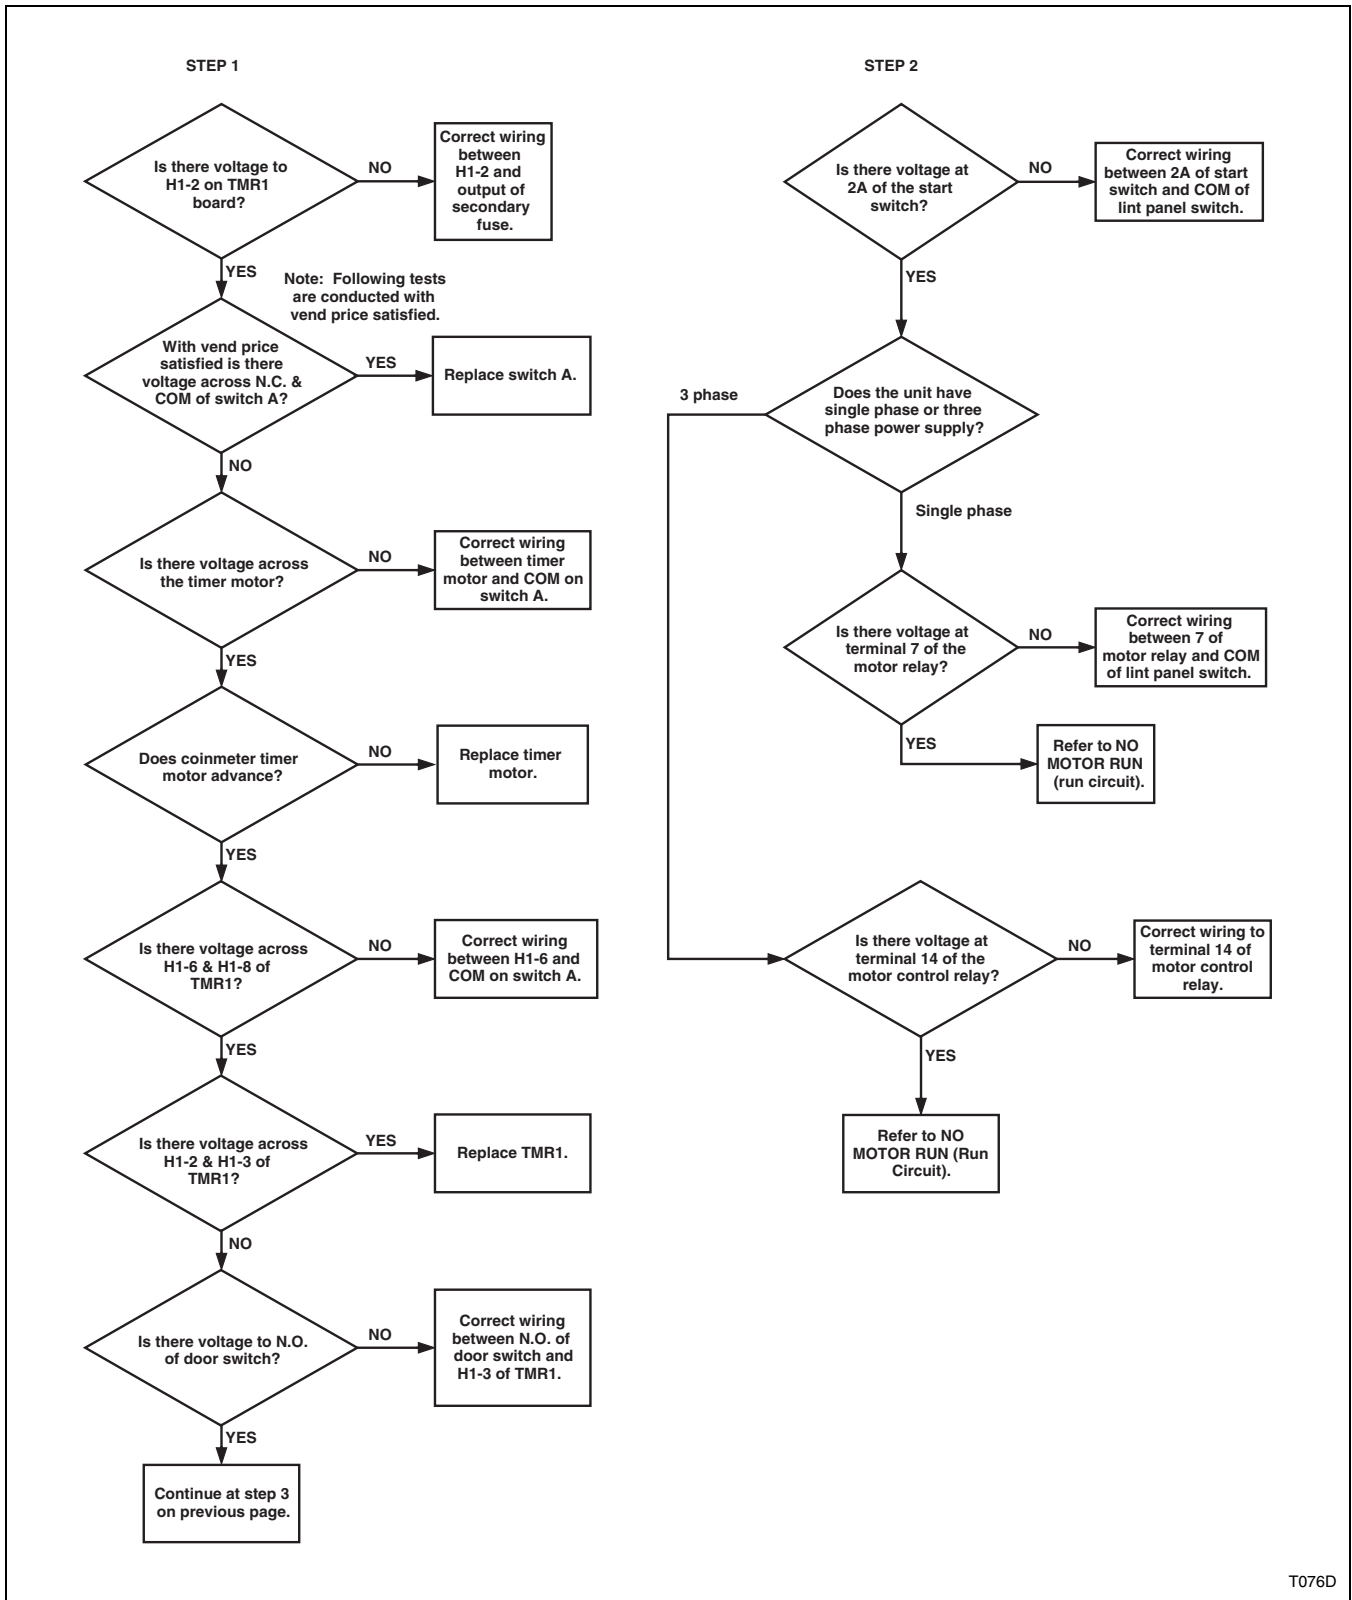 STEP 1
Is there voltage to
H1-2 on TMR1
board?
NO
Correct wiring
between
H1-2 and
output of
secondary
fuse.
YES
Note: Following tests
are conducted with
vend price satisfied.
With vend price
satisfied is there
voltage across N.C. &
COM of switch A?
YES
Replace switch A.
NO
Is there voltage across
the timer motor?
NO
Correct wiring
between timer
motor and COM on
switch A.
YES
Does coinmeter timer
motor advance?
NO
Replace timer
motor.
YES
Is there voltage across
H1-6 & H1-8 of
TMR1?
NO
Correct wiring
between H1-6 and
COM on switch A.
YES
Is there voltage across
H1-2 & H1-3 of
TMR1?
YES
Replace TMR1.
NO
Is there voltage to N.O.
of door switch?
NO
Correct wiring
between N.O. of
door switch and
H1-3 of TMR1.
YES
Continue at step 3
on previous page.
STEP 2
Is there voltage at
2A of the start
switch?
NO
Correct wiring
between 2A of start
switch and COM of
lint panel switch.
YES
Does the unit have
single phase or three
phase power supply?
3 phase
Single phase
Is there voltage at
terminal 7 of the
motor relay?
NO
Correct wiring
between 7 of
motor relay and COM
of lint panel switch.
YES
Refer to NO
MOTOR RUN
(run circuit).
Is there voltage at
terminal 14 of the
motor control relay?
NO
Correct wiring to
terminal 14 of
motor control
relay.
YES
Refer to NO
MOTOR RUN (Run
Circuit).
T076D